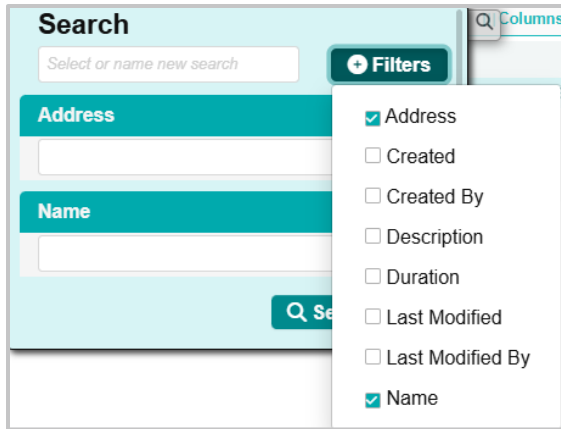 Search
Columns
Select or name new search
Filters
Address
Name
Se
Address
Created
Created By
Description
Duration
Last Modified
Last Modified By
Name